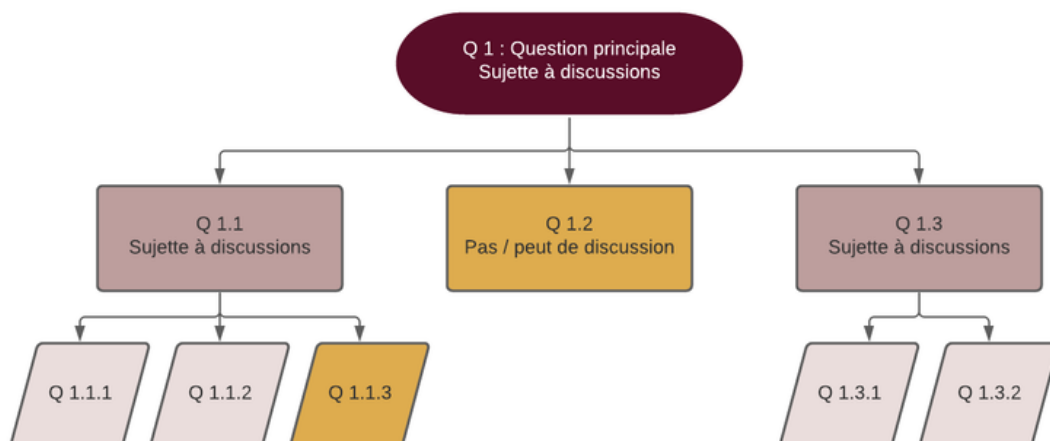 Q 1 : Question principale
Sujette à discussions
Q 1.1
Sujette à discussions
Q 1.2
Pas / peut de discussion
Q 1.3
Sujette à discussions
Q 1.1.1
Q 1.1.2
Q 1.1.3
Q 1.3.1
Q 1.3.2